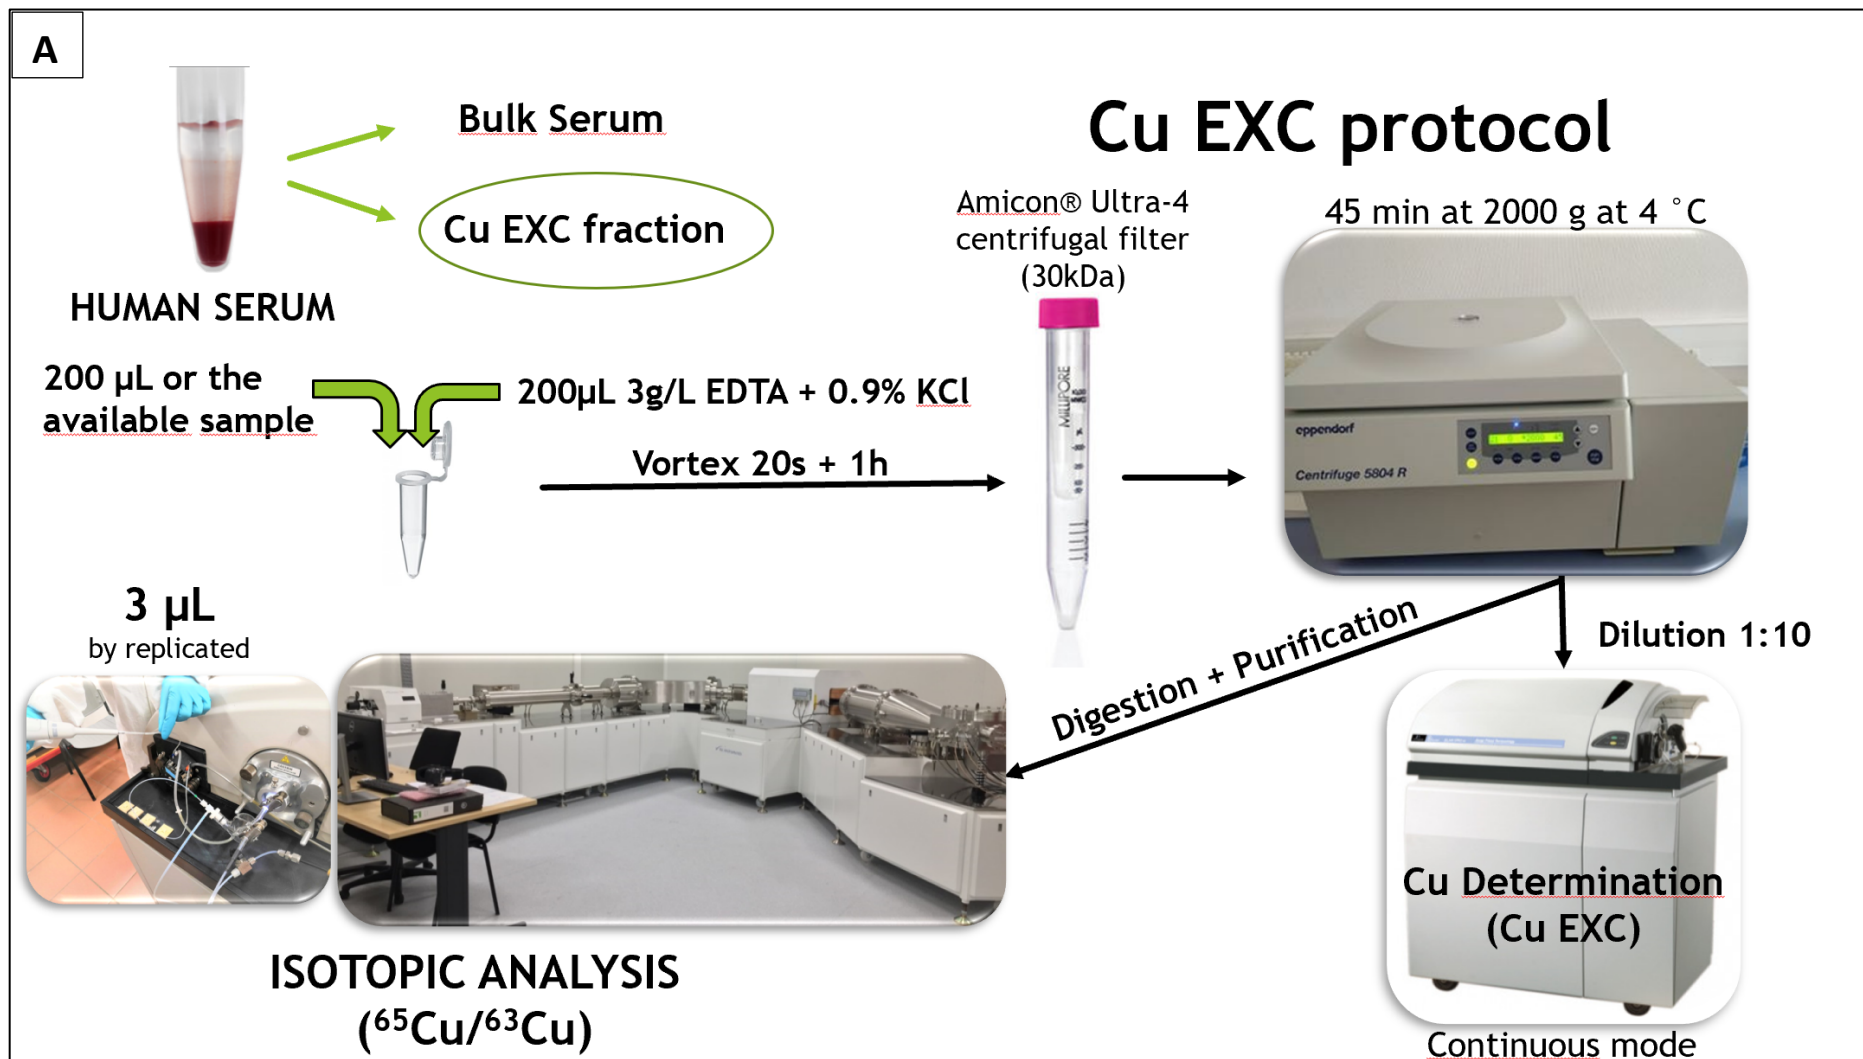 A
Bulk Serum
Cu EXC fraction
HUMAN SERUM
Cu EXC protocol
Amicon® Ultra-4
centrifugal filter
(30kDa)
45 min at 2000 g at 4 °C
200 µL or the
available sample
200µL 3g/L EDTA + 0.9% KCl
Vortex 20s + 1h
MILLIPORE
eppendorf
Centrifuge 5804 R
3 µL
by replicated
Digestion + Purification
Dilution 1:10
Cu Determination
(Cu EXC)
Continuous mode
ISOTOPIC ANALYSIS
(⁶⁵Cu/⁶³Cu)